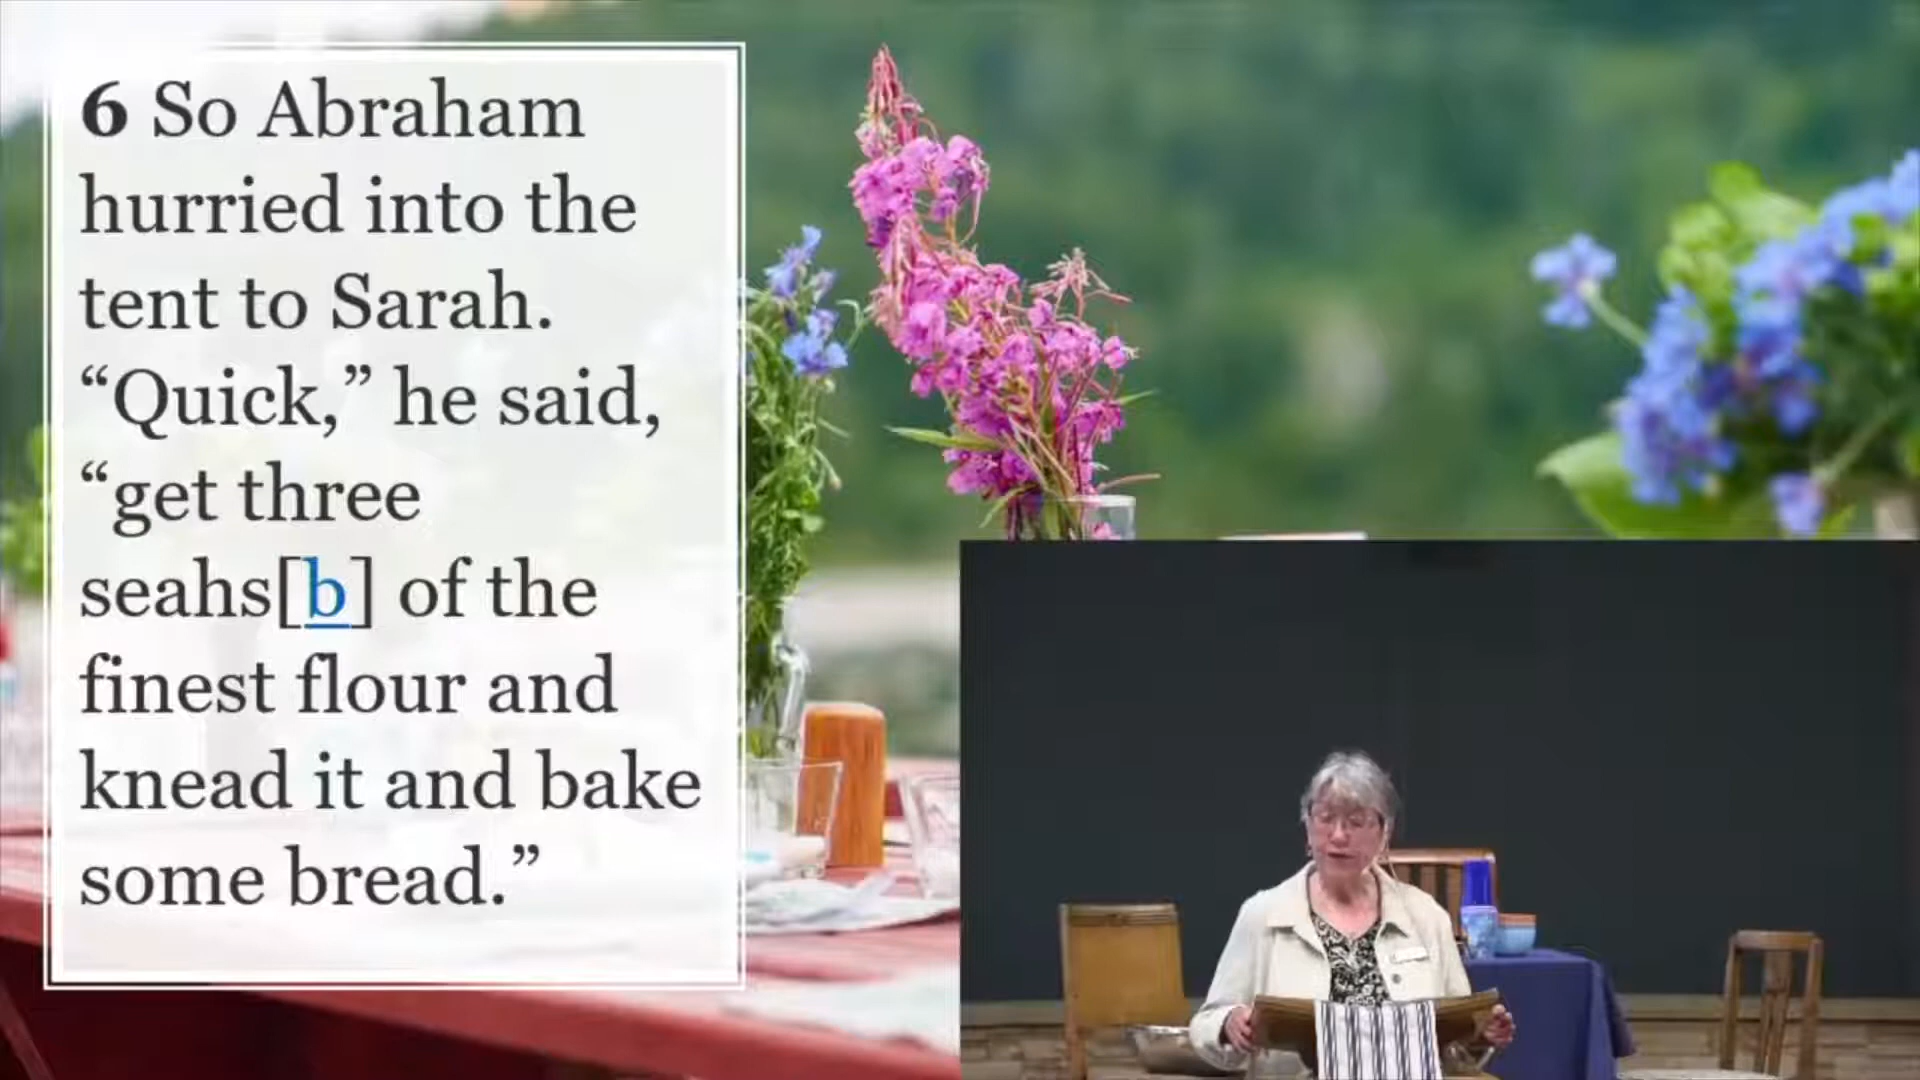 6 So Abraham
hurried into the
tent to Sarah.
“Quick,” he said,
“get three
seahs[b] of the
finest flour and
knead it and bake
some bread.”